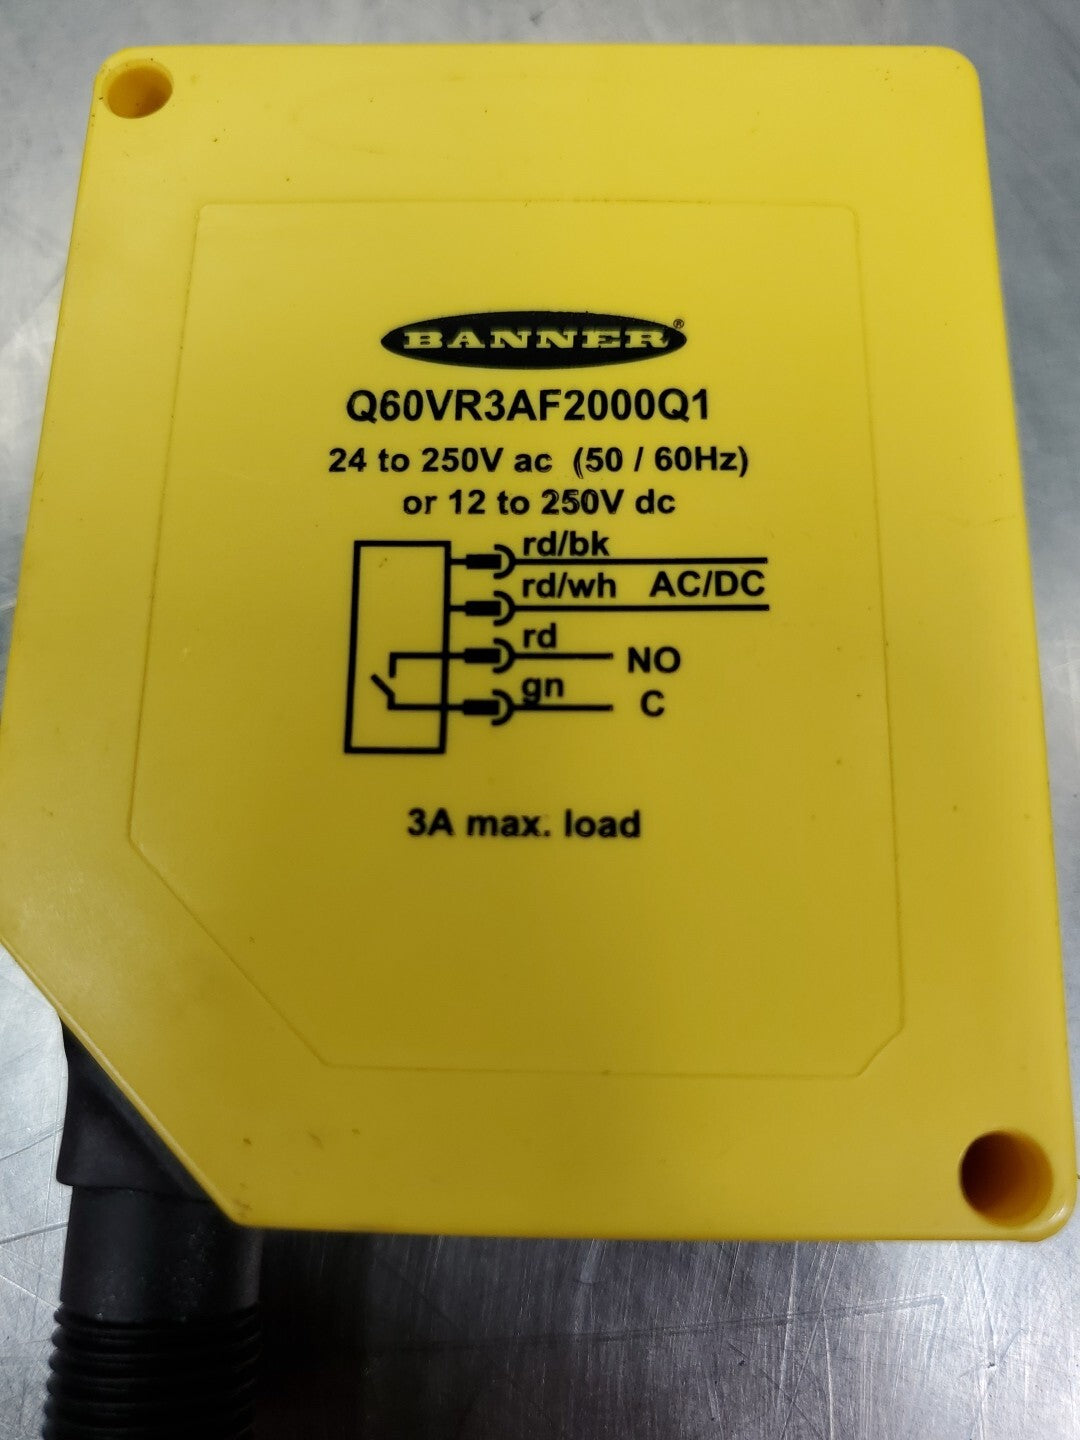 BANNER®
Q60VR3AF2000Q1
24 to 250V ac (50 / 60Hz)
or 12 to 250V dc
rd/bk
rd/wh AC/DC
rd
NO
gn
C
3A max. load